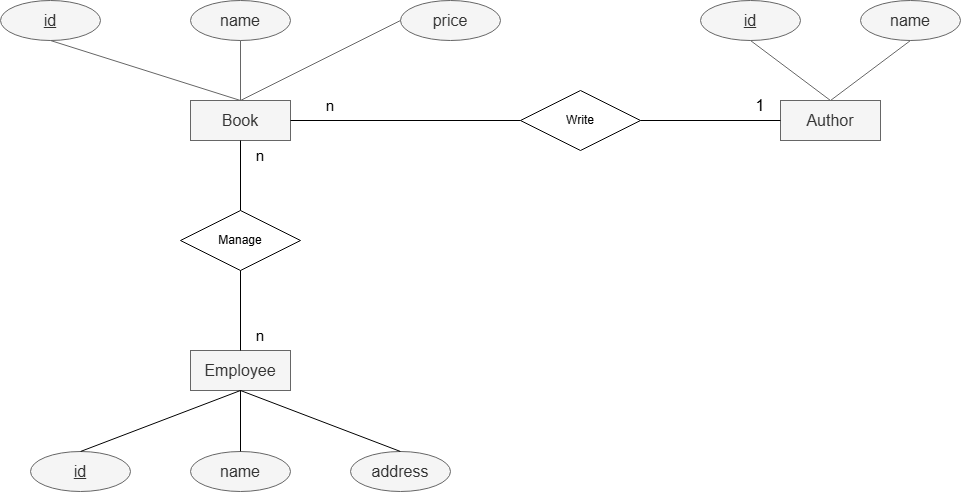 id
name
price
id
name
Book
n
Write
1
Author
n
Manage
n
Employee
id
name
address